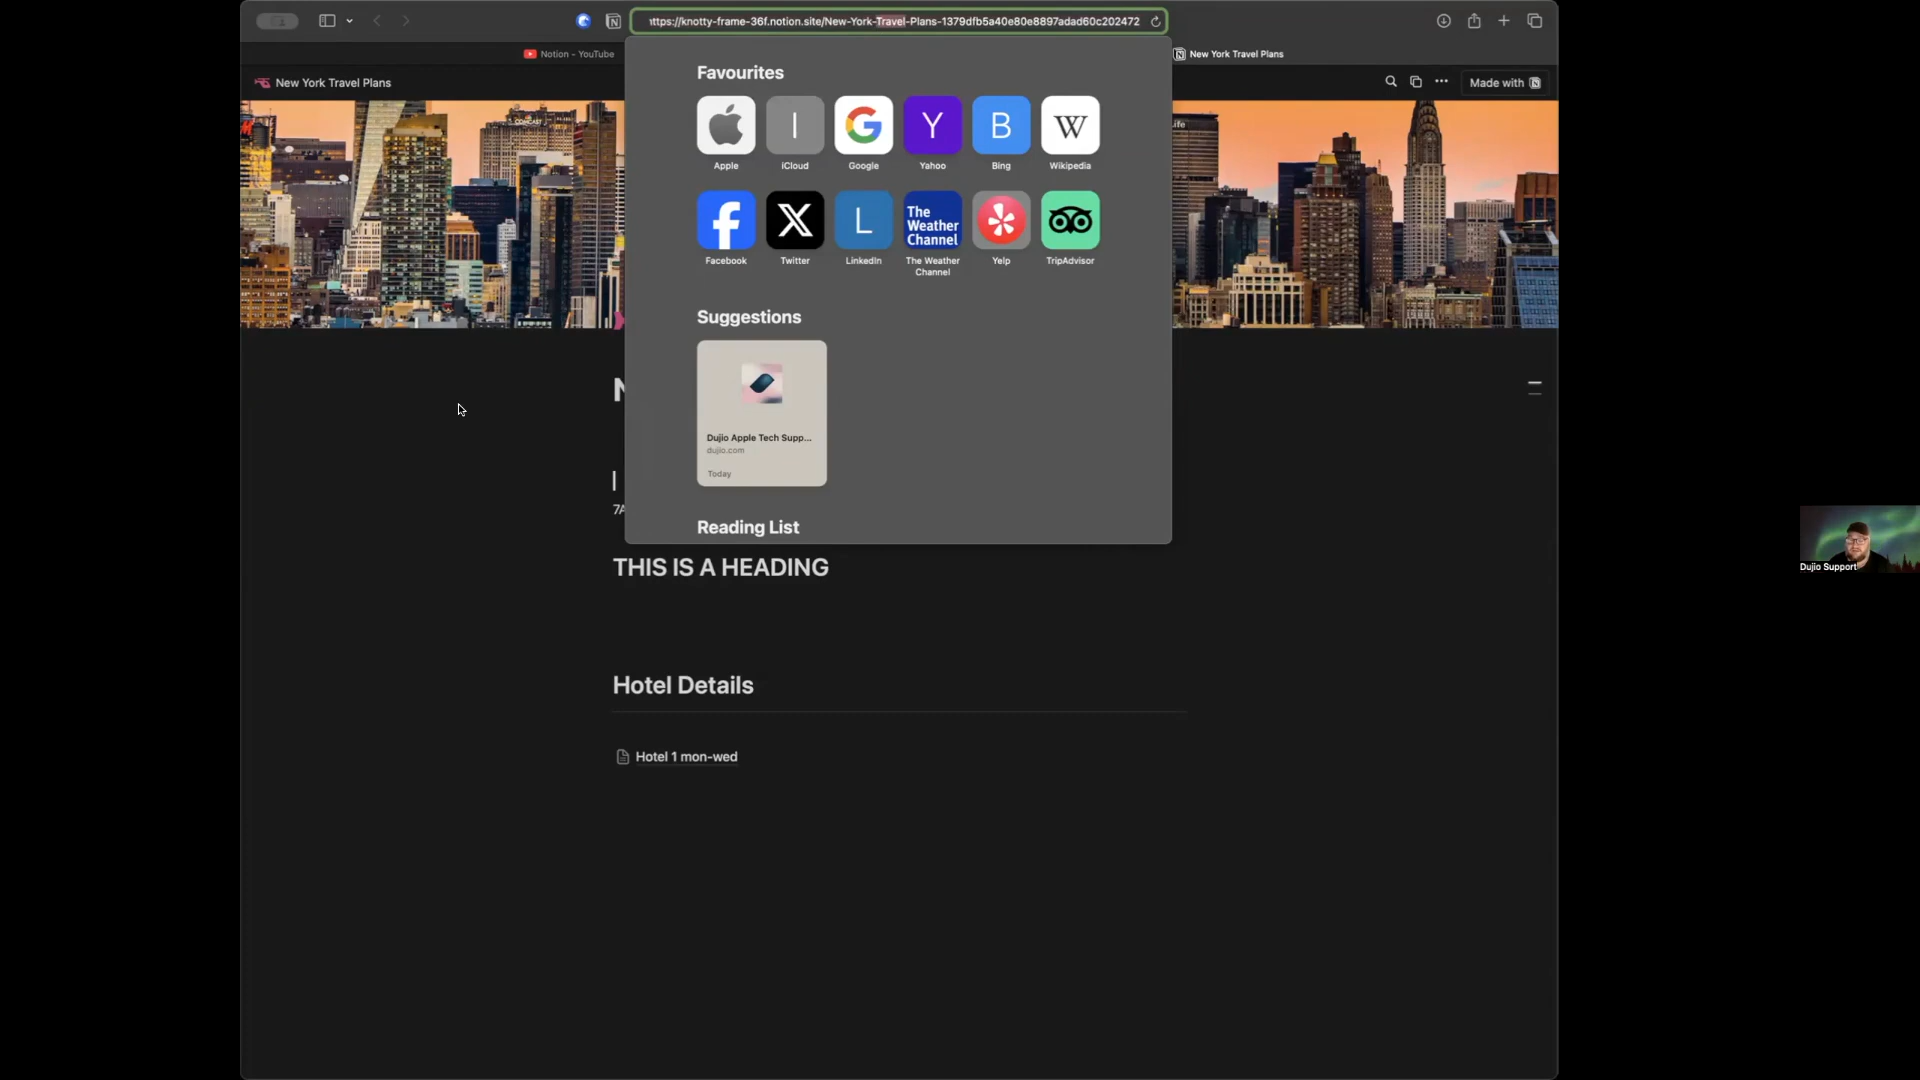 ttps://knotty-frame-36f.notion.site/New-York-Travel-Plans-1379dfb5a40e80e8897adad60c202472
Notion - YouTube
New York Travel Plans
New York Travel Plans
Made with
Favourites
Apple
I
iCloud
Google
Y
Yahoo
B
Bing
W
Wikipedia
Facebook
X
Twitter
L
LinkedIn
The
Weather
Channel
The Weather
Channel
Yelp
TripAdvisor
COMCAST
Suggestions
Dujio Apple Tech Supp...
dujio.com
Today
Reading List
7A
THIS IS A HEADING
Hotel Details
Hotel 1 mon-wed
Dujio Support